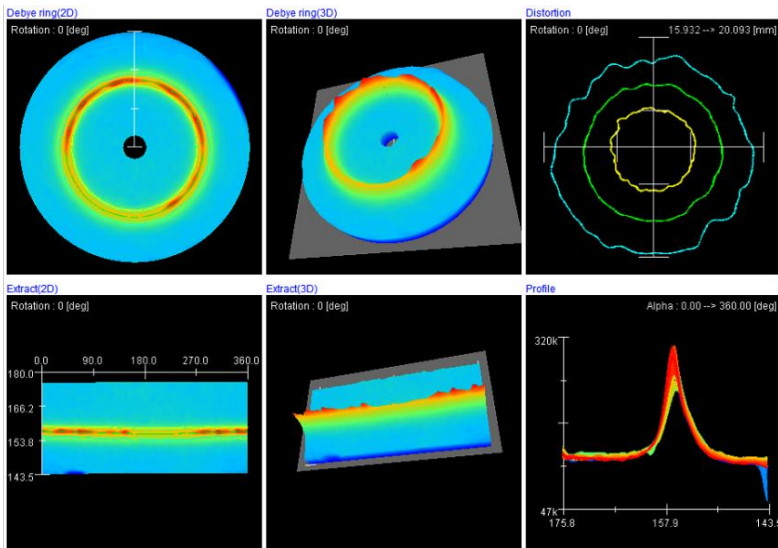 Debye ring(2D)
Rotation : 0 [deg]
Debye ring(3D)
Rotation : 0 [deg]
Distortion
15.932 --> 20.093 [mm]
Extract(2D)
Rotation : 0 [deg]
0.0 90.0 180.0 270.0 360.0
180.0
166.2
153.8
143.5
Extract(3D)
Rotation : 0 [deg]
Profile
Alpha : 0.00 --> 360.00 [deg]
320k
47k
175.8 157.9 143.5